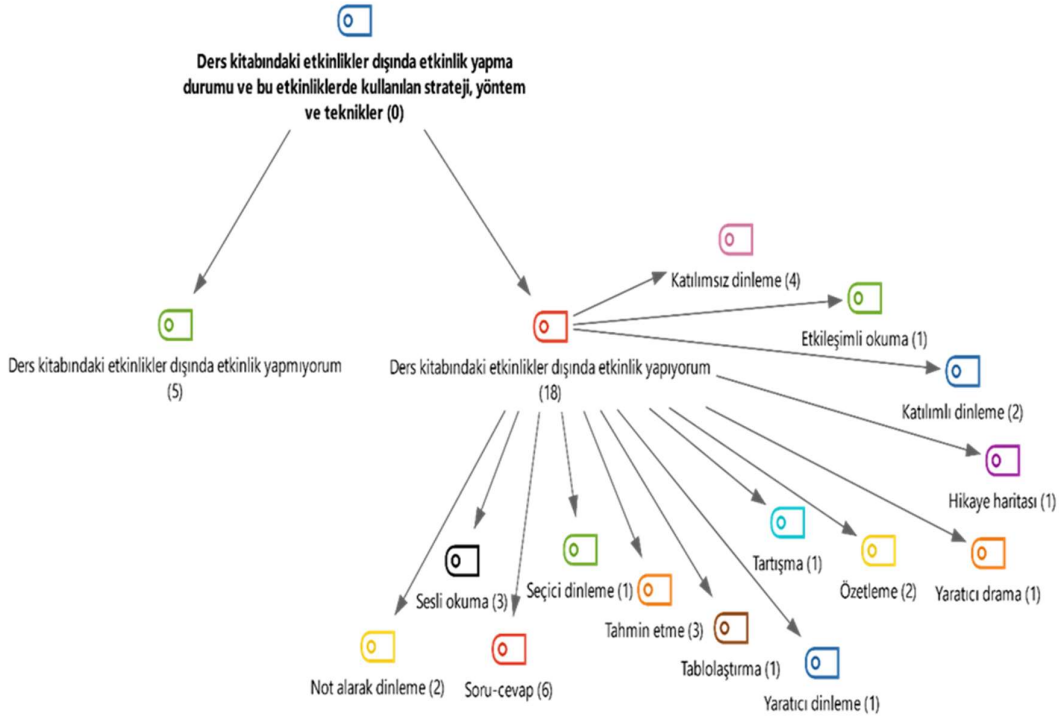 Ders kitabındaki etkinlikler dışında etkinlik yapma
durumu ve bu etkinliklerde kullanılan strateji, yöntem
ve teknikler (0)
Katılımsız dinleme (4)
Etkileşimli okuma (1)
Ders kitabındaki etkinlikler dışında etkinlik yapmıyorum
(5)
Ders kitabındaki etkinlikler dışında etkinlik yapıyorum
(18)
Katılımlı dinleme (2)
Hikaye haritası (1)
Tartışma (1)
Özetleme (2)
Yaratıcı drama (1)
Sesli okuma (3)
Seçici dinleme (1)
Tahmin etme (3)
Tablolaştırma (1)
Not alarak dinleme (2)
Soru-cevap (6)
Yaratıcı dinleme (1)